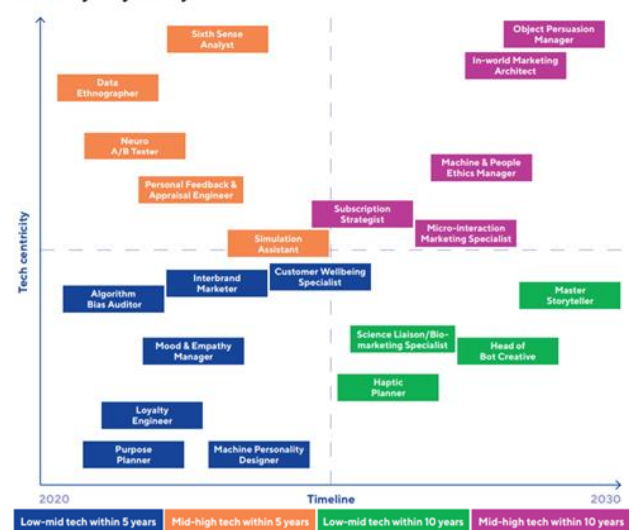 Sixth Sense
Analyst
Object Persuasion
Manager
In-world Marketing
Architect
Data
Ethnographer
Neuro
A/B Tester
Machine & People
Ethics Manager
Personal Feedback &
Appraisal Engineer
Subscription
Strategist
Micro-interaction
Marketing Specialist
Simulation
Assistant
Tech centricity
Customer Wellbeing
Specialist
Interbrand
Marketer
Algorithm
Bias Auditor
Master
Storyteller
Science Liaison/Bio-
marketing Specialist
Mood & Empathy
Manager
Head of
Bot Creative
Haptic
Planner
Loyalty
Engineer
Purpose
Planner
Machine Personality
Designer
2020
Timeline
2030
Low-mid tech within 5 years
Mid-high tech within 5 years
Low-mid tech within 10 years
Mid-high tech within 10 years